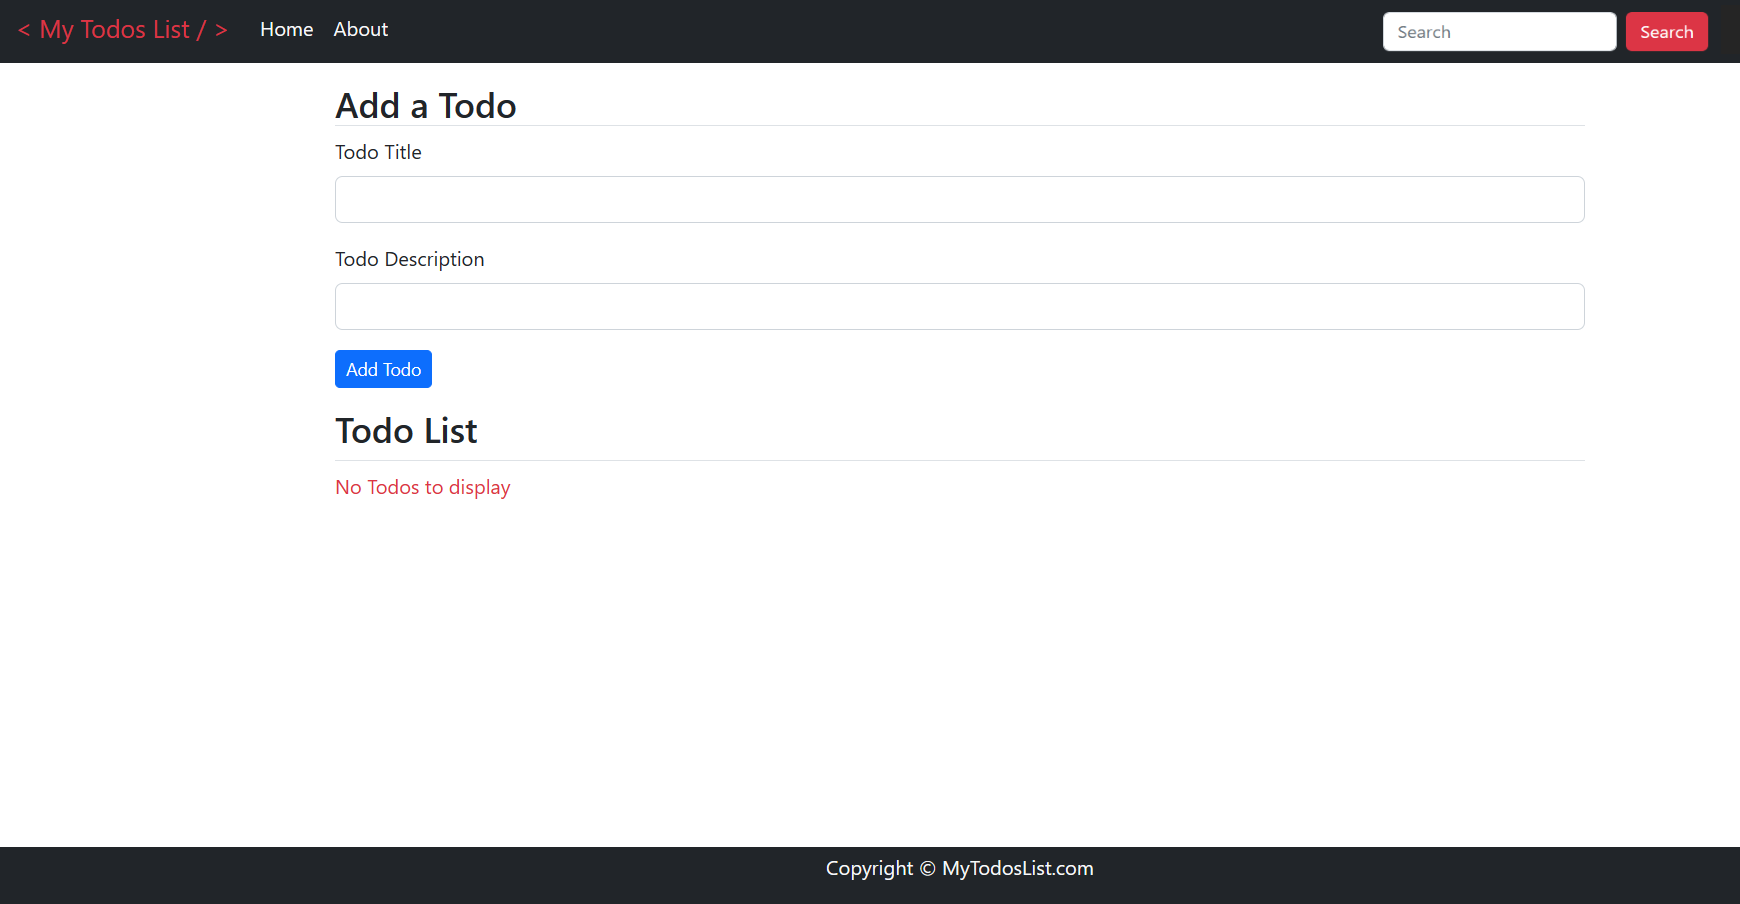 < My Todos List / > Home About Search Search
Add a Todo
Todo Title
Todo Description
Add Todo
Todo List
No Todos to display
Copyright © MyTodosList.com